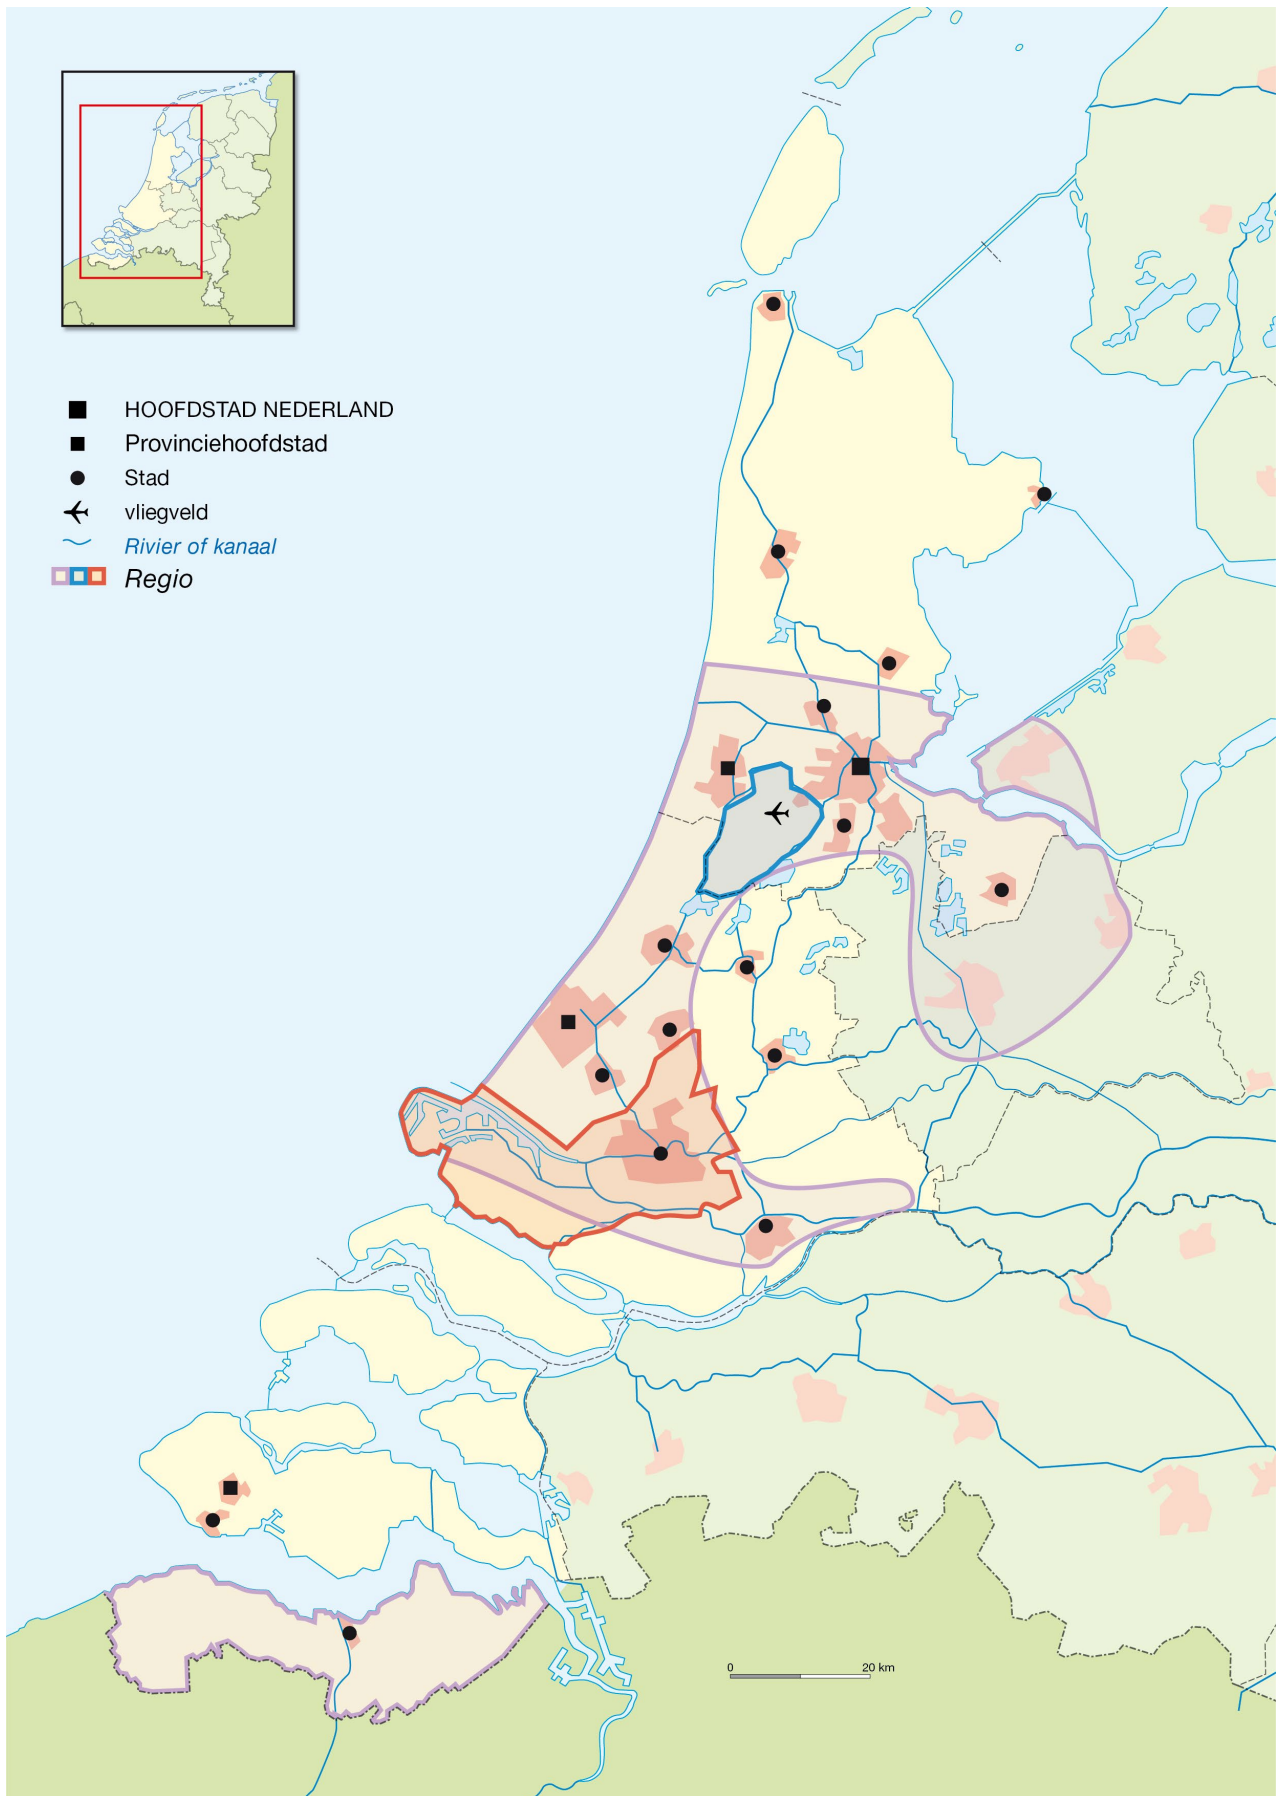 HOOFDSTAD NEDERLAND
Provinciehoofdstad
Stad
vliegveld
Rivier of kanaal
Regio
0 20 km